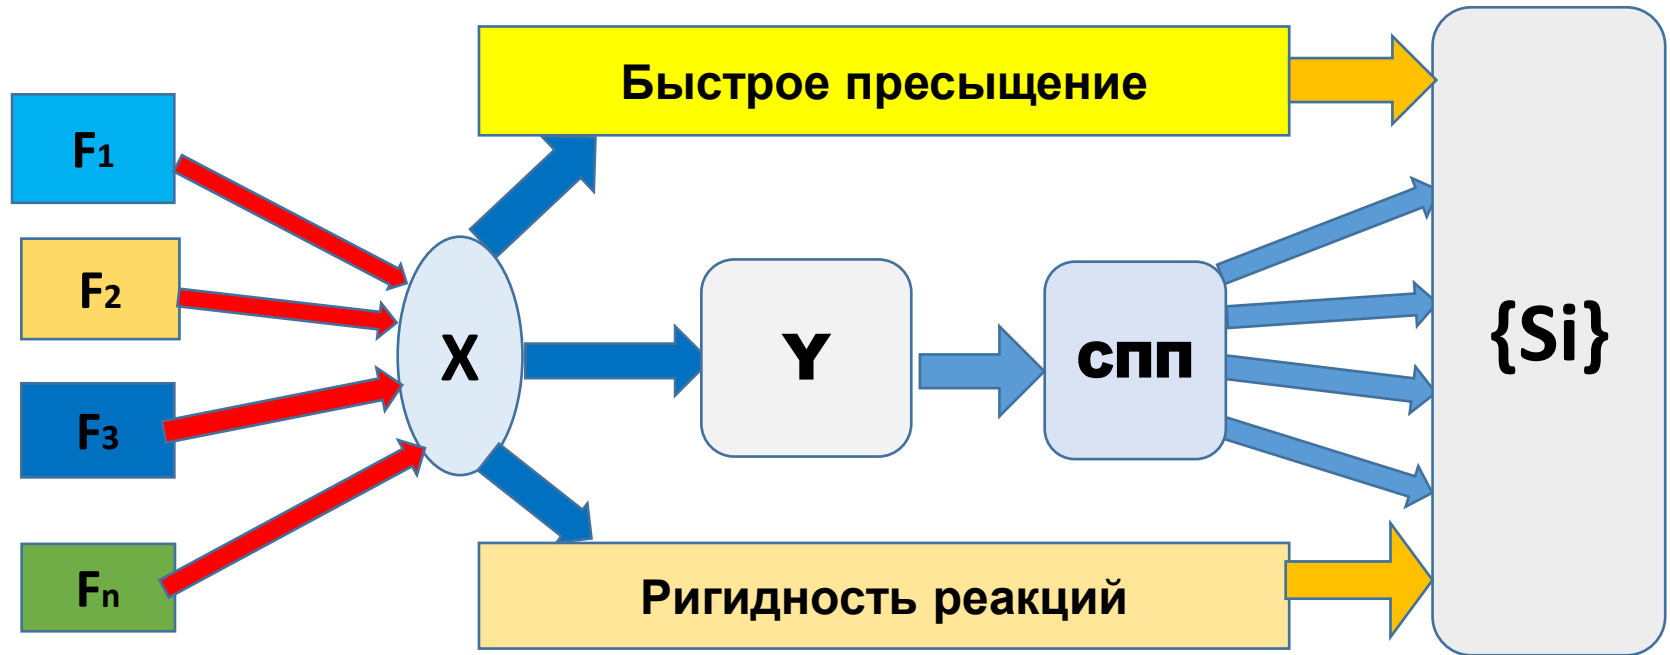 Быстрое пресыщение
F1
F2
F3
Fn
X
Y
спп
{Si}
Ригидность реакций